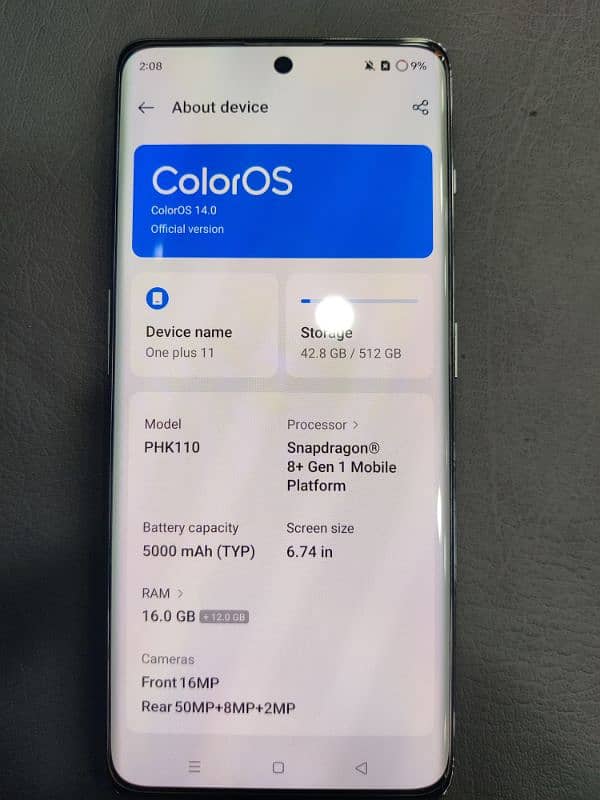 2:08
9%
About device
ColorOS
ColorOS 14.0
Official version
Device name
One plus 11
Storage
42.8 GB / 512 GB
Model
PHK110
Processor >
Snapdragon®
8+ Gen 1 Mobile
Platform
Battery capacity
5000 mAh (TYP)
Screen size
6.74 in
RAM >
16.0 GB + 12.0 GB
Cameras
Front 16MP
Rear 50MP+8MP+2MP